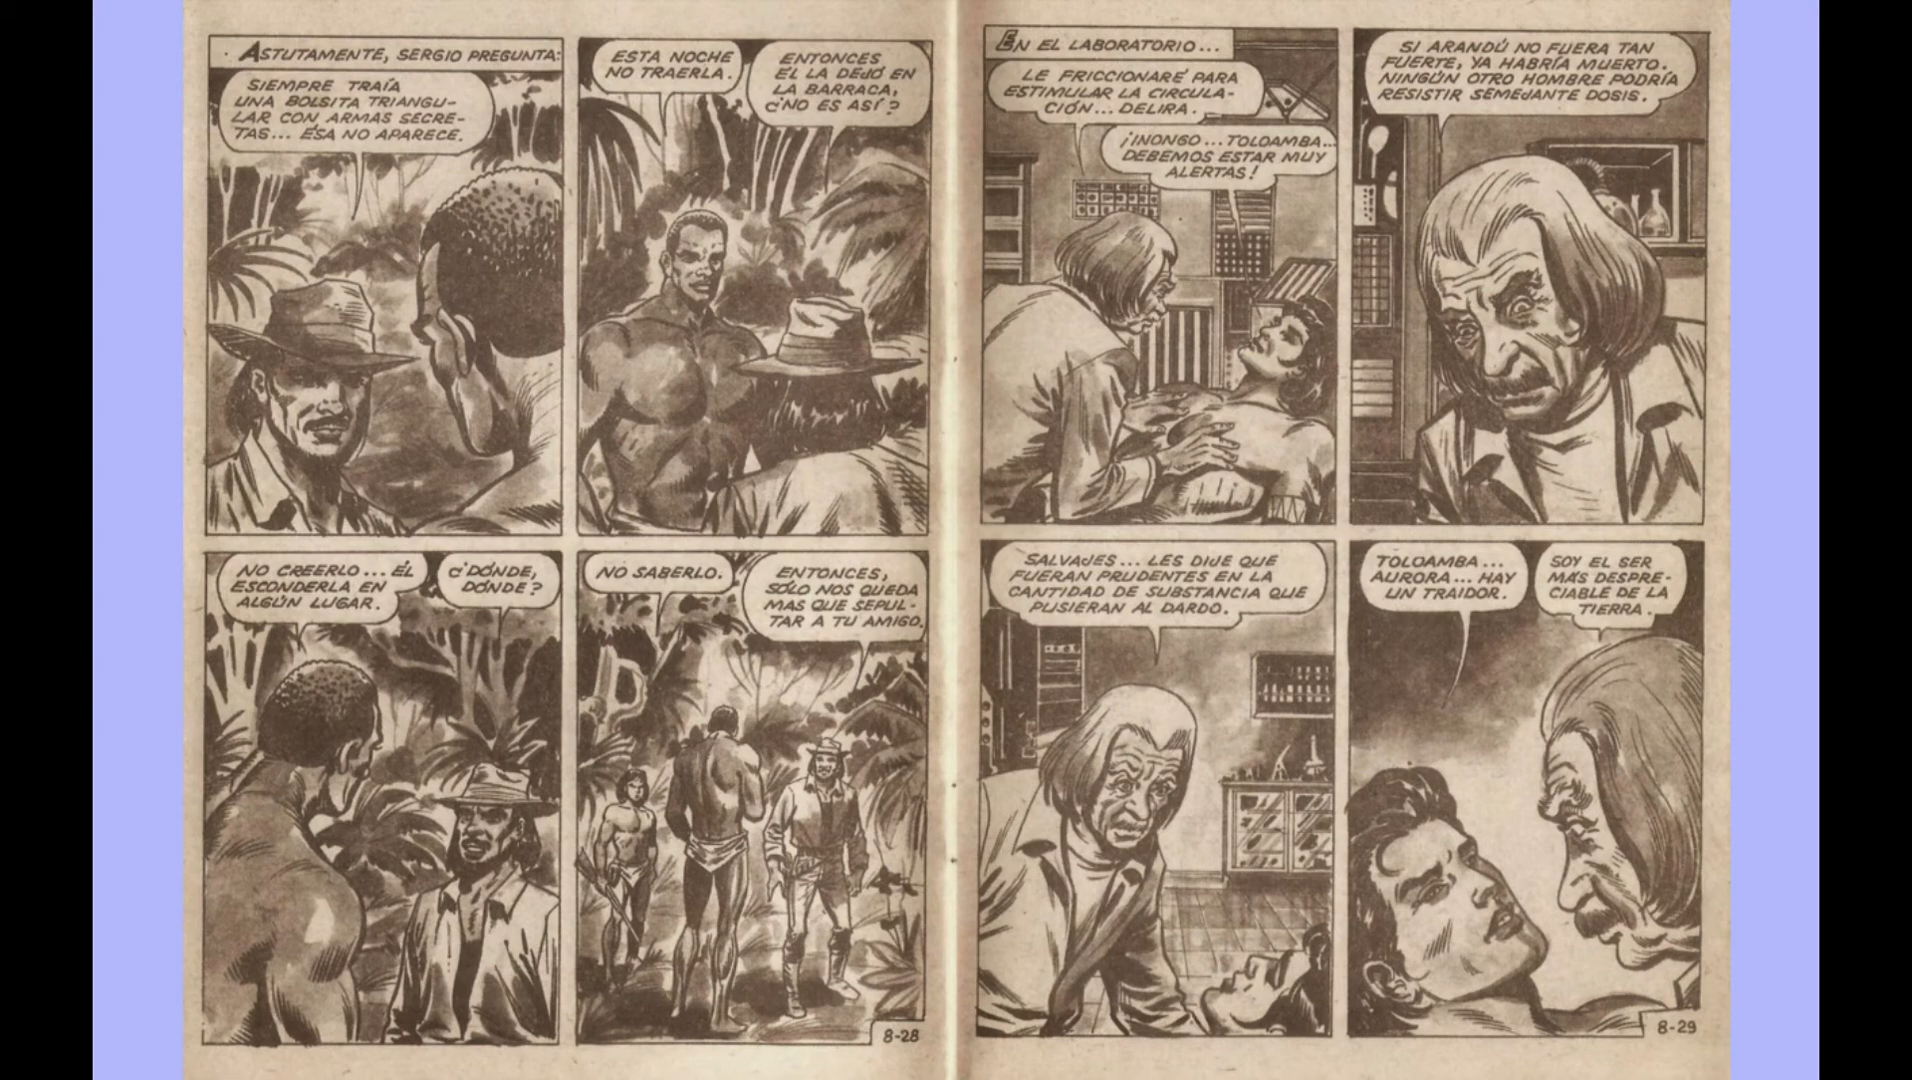 ASTUTAMENTE, SERGIO PREGUNTA:
SIEMPRE TRAÍA
UNA BOLSITA TRIANGU-
LAR CON ARMAS SECRE-
TAS... ÉSA NO APARECE.
ESTA NOCHE
NO TRAERLA.
ENTONCES
ÉL LA DEJÓ EN
LA BARRACA,
¿NO ES ASÍ?
NO CREERLO... ÉL
ESCONDERLA EN
ALGÚN LUGAR.
¿DÓNDE,
DÓNDE?
NO SABERLO.
ENTONCES,
SÓLO NOS QUEDA
MAS QUE SEPUL-
TAR A TU AMIGO.
8-28
EN EL LABORATORIO...
LE FRICCIONARÉ PARA
ESTIMULAR LA CIRCULA-
CIÓN... DELIRA.
¡INONGO... TOLOAMBA...
DEBEMOS ESTAR MUY
ALERTAS!
SI ARANDÚ NO FUERA TAN
FUERTE, YA HABRÍA MUERTO.
NINGÚN OTRO HOMBRE PODRÍA
RESISTIR SEMEJANTE DOSIS.
SALVAJES... LES DIJE QUE
FUERAN PRUDENTES EN LA
CANTIDAD DE SUBSTANCIA QUE
PUSIERAN AL DARDO.
TOLOAMBA...
AURORA... HAY
UN TRAIDOR.
SOY EL SER
MÁS DESPRE-
CIABLE DE LA
TIERRA.
8-29